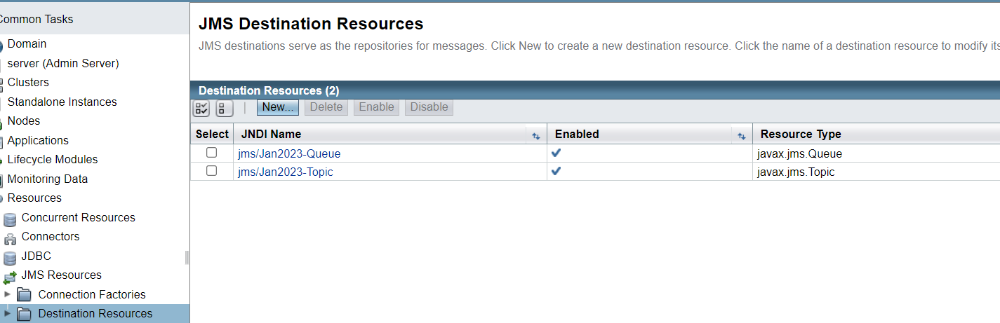 Common Tasks
Domain
server (Admin Server)
Clusters
Standalone Instances
Nodes
Applications
Lifecycle Modules
Monitoring Data
Resources
Concurrent Resources
Connectors
JDBC
JMS Resources
Connection Factories
Destination Resources
JMS Destination Resources
JMS destinations serve as the repositories for messages. Click New to create a new destination resource. Click the name of a destination resource to modify its
Destination Resources (2)
New... Delete Enable Disable
Select JNDI Name Enabled Resource Type
jms/Jan2023-Queue javax.jms.Queue
jms/Jan2023-Topic javax.jms.Topic